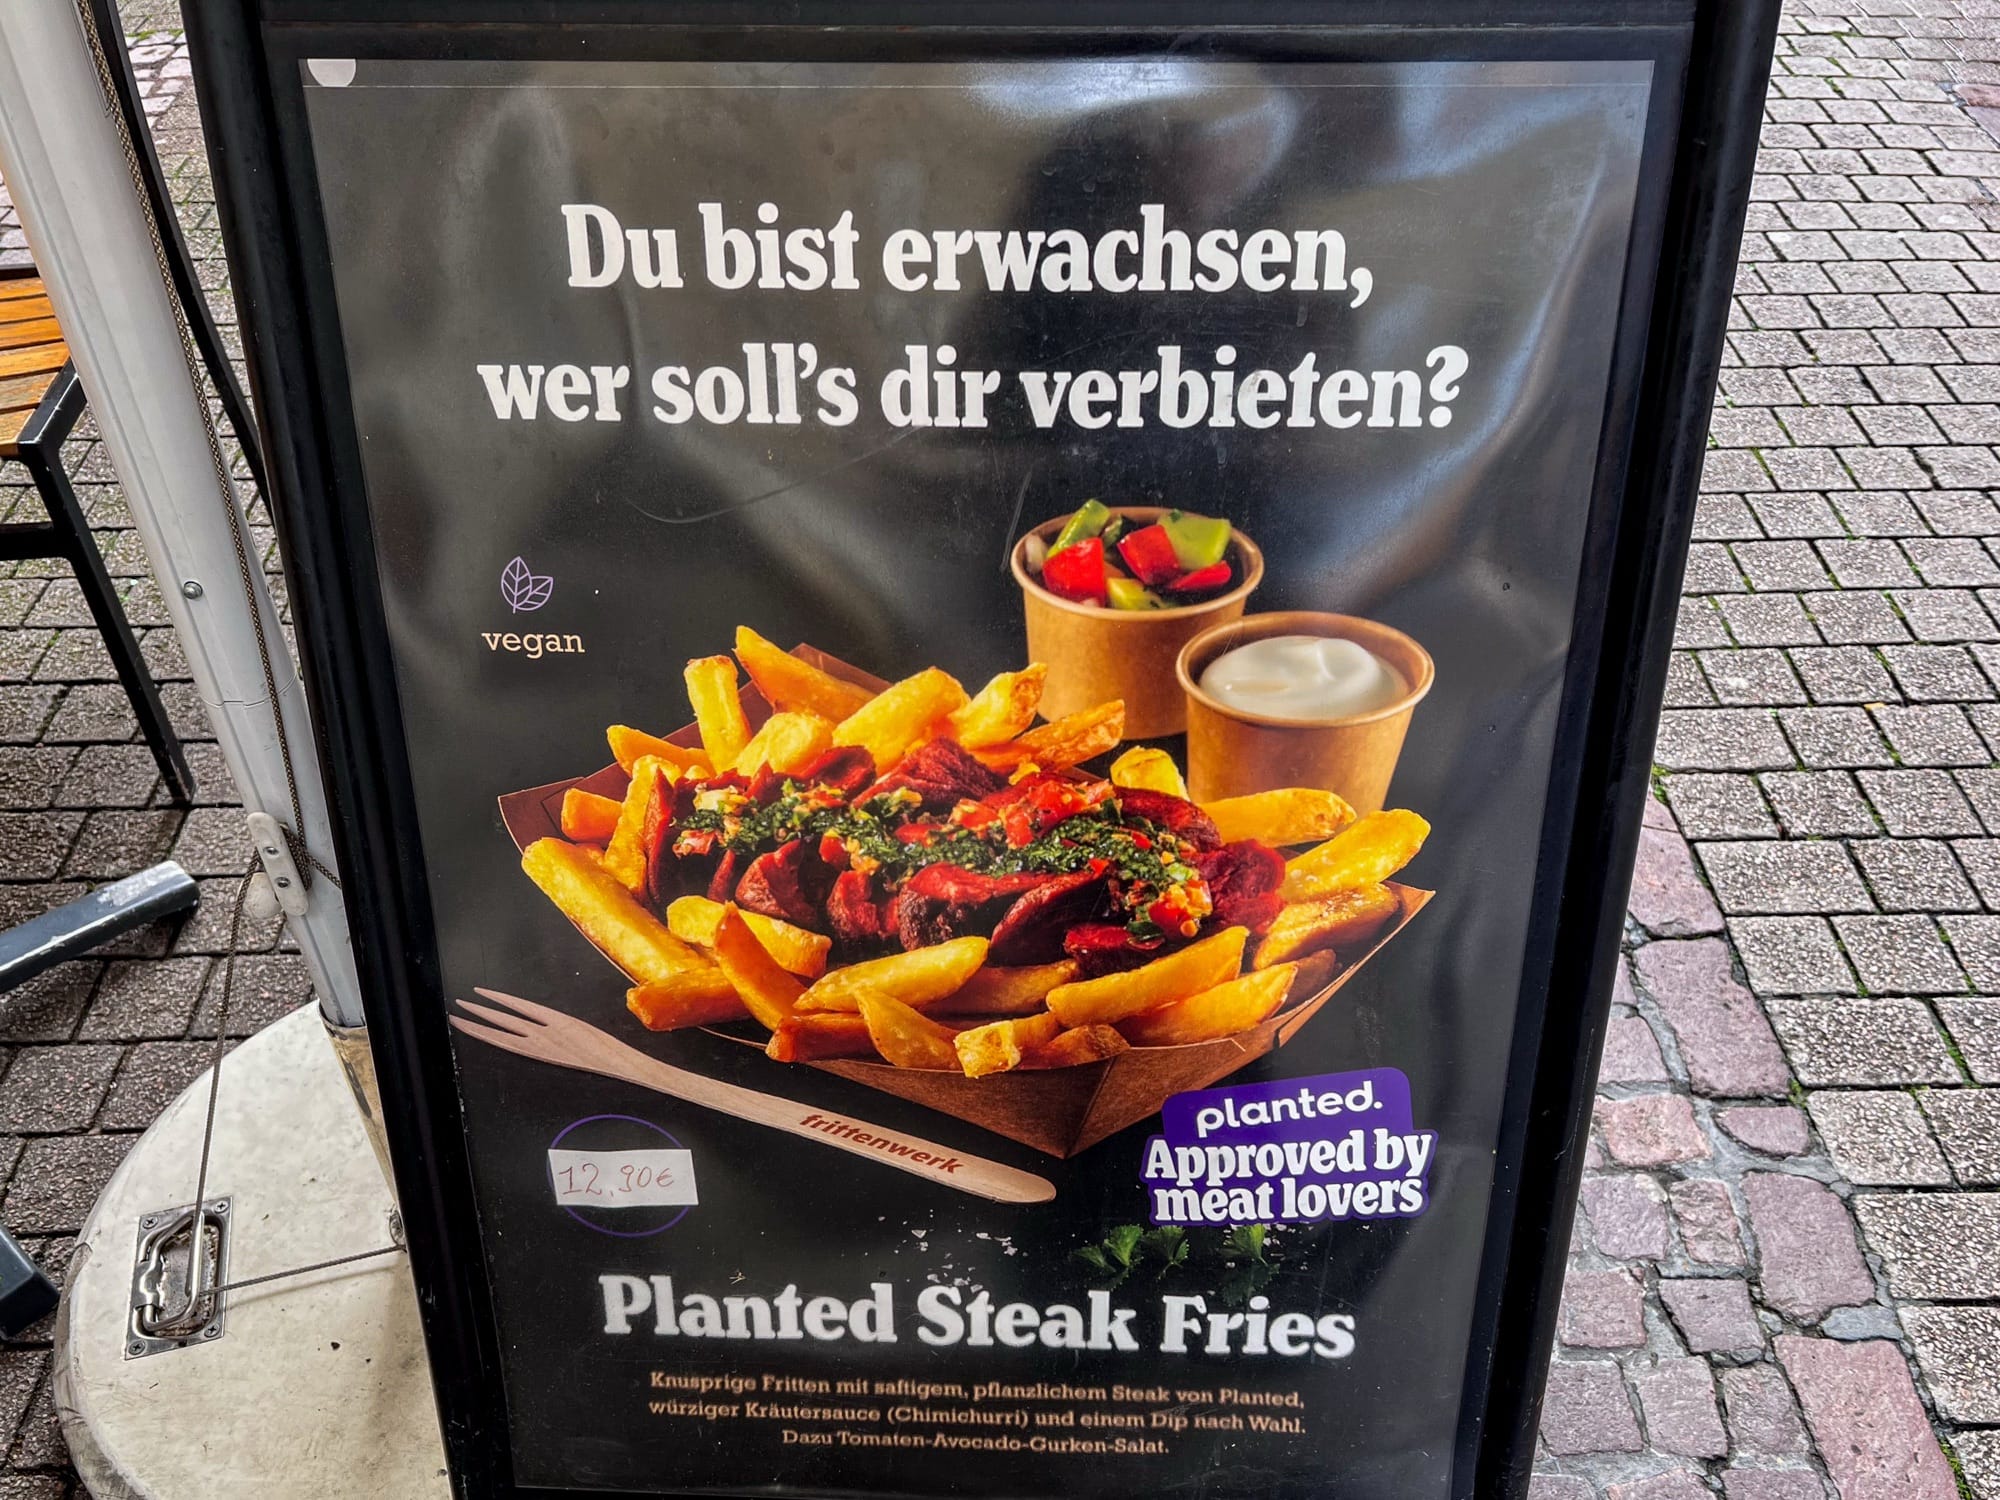 Du bist erwachsen,
wer soll's dir verbieten?
vegan
frittenwerk
12,90€
planted.
Approved by
meat lovers
Planted Steak Fries
Knusprige Fritten mit saftigem, pflanzlichem Steak von Planted,
würziger Kräutersauce (Chimichurri) und einem Dip nach Wahl.
Dazu Tomaten-Avocado-Gurken-Salat.